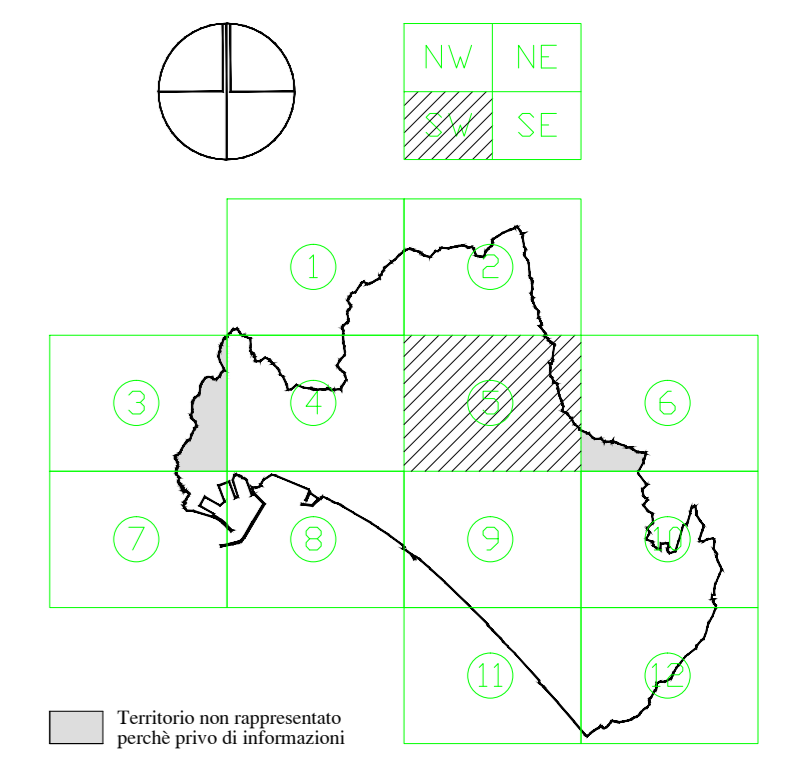 NW NE
SW SE
1 2
3 4 5 6
7 8 9 10
11 12
Territorio non rappresentato
perchè privo di informazioni